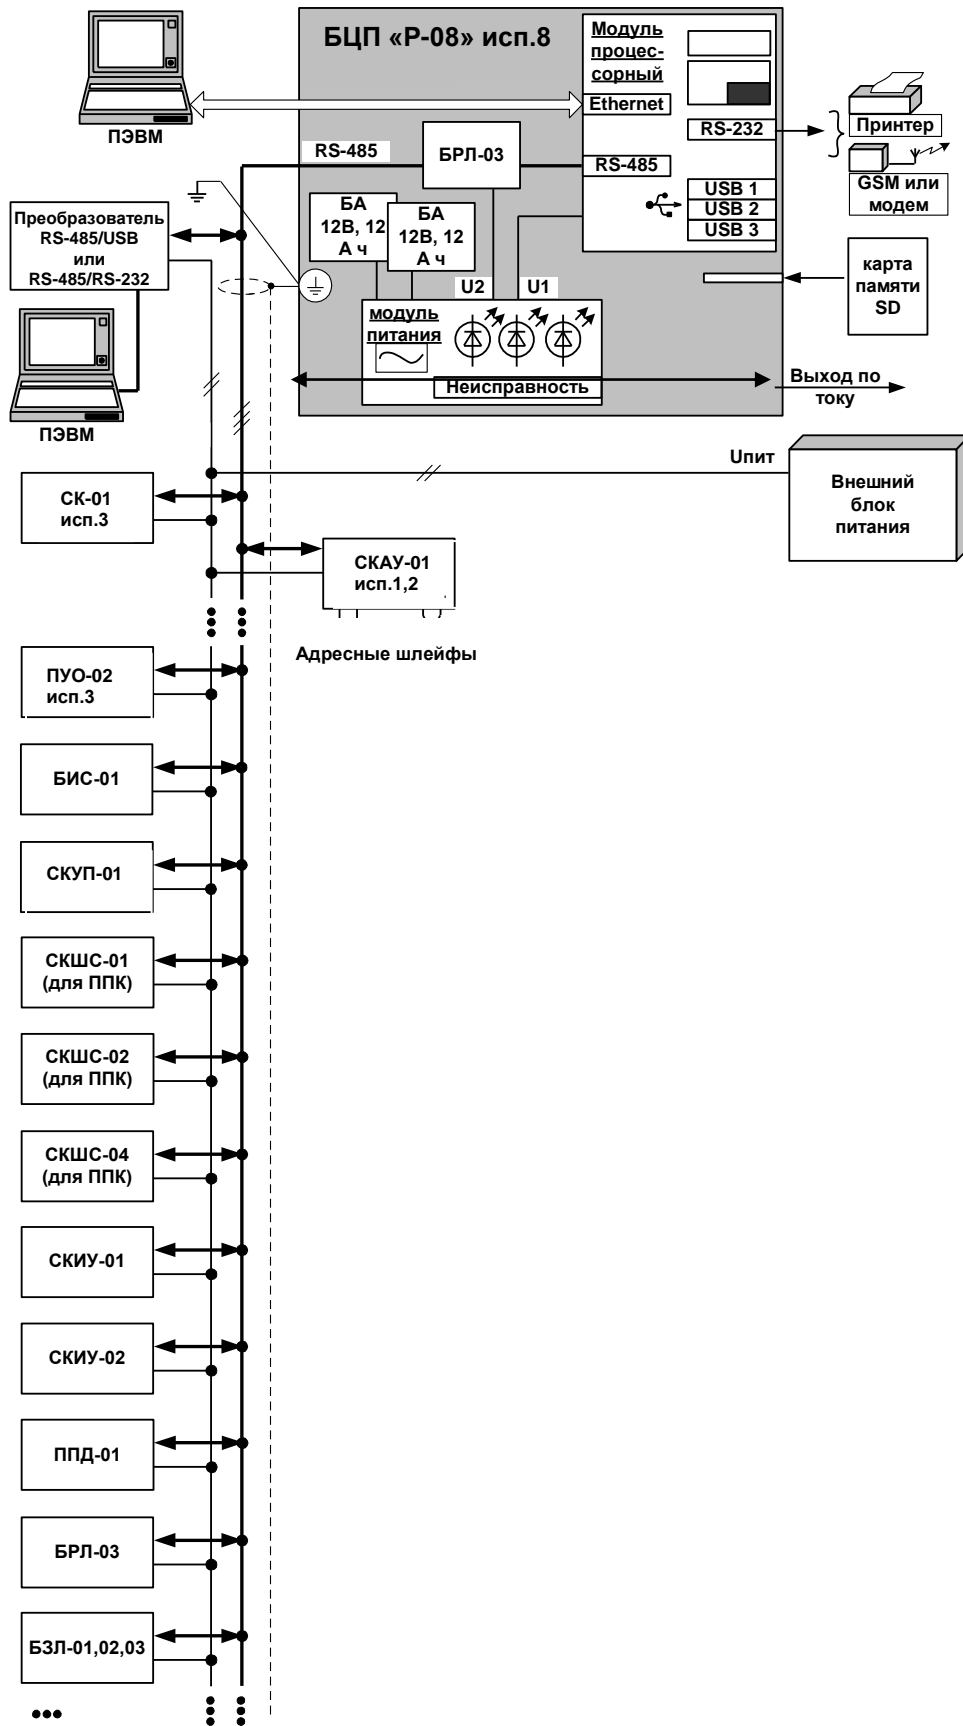 БЦП «Р-08» исп.8
Модуль
процес-
сорный
Ethernet
RS-232
RS-485
USB 1
USB 2
USB 3
ПЭВМ
RS-485
БРЛ-03
Принтер
GSM или
модем
БА
12В, 12
А ч
БА
12В, 12
А ч
Преобразователь
RS-485/USB
или
RS-485/RS-232
карта
памяти
SD
U2
U1
модуль
питания
Неисправность
Выход по
току
ПЭВМ
Uпит
Внешний
блок
питания
СК-01
исп.3
СКАУ-01
исп.1,2
Адресные шлейфы
ПУО-02
исп.3
БИС-01
СКУП-01
СКШС-01
(для ППК)
СКШС-02
(для ППК)
СКШС-04
(для ППК)
СКИУ-01
СКИУ-02
ППД-01
БРЛ-03
БЗЛ-01,02,03